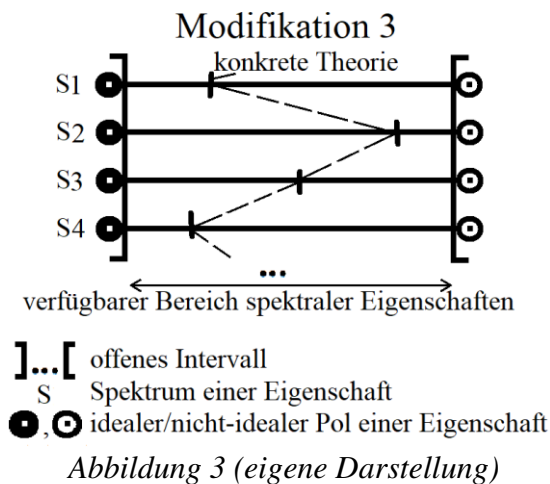 Modifikation 3
konkrete Theorie
S1
S2
S3
S4
...
verfügbarer Bereich spektraler Eigenschaften
]...[ offenes Intervall
S Spektrum einer Eigenschaft
, idealer/nicht-idealer Pol einer Eigenschaft
Abbildung 3 (eigene Darstellung)